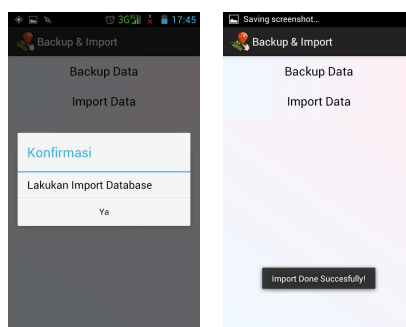 3G 17:45
Backup & Import
Backup Data
Import Data
Konfirmasi
Lakukan Import Database
Ya
Saving screenshot...
Backup & Import
Backup Data
Import Data
Import Done Succesfully!